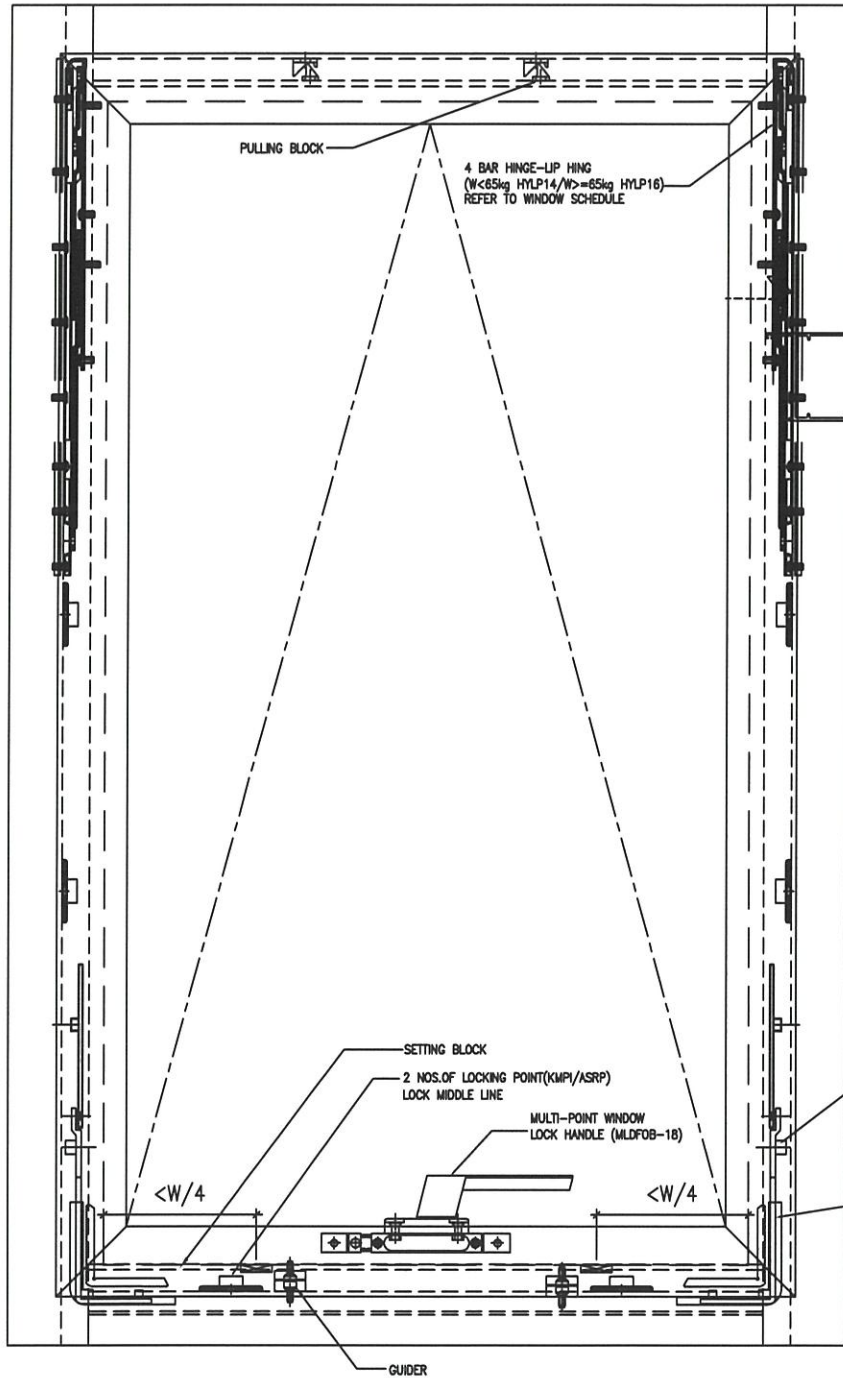 PULLING BLOCK
4 BAR HINGE-LIP HING
(W<65kg HYLP14/W>=65kg HYLP16)
REFER TO WINDOW SCHEDULE
SETTING BLOCK
2 NOS.OF LOCKING POINT(KMPI/ASRP)
LOCK MIDDLE LINE
MULTI-POINT WINDOW
LOCK HANDLE (MLDFOB-18)
<W/4
<W/4
GUIDER